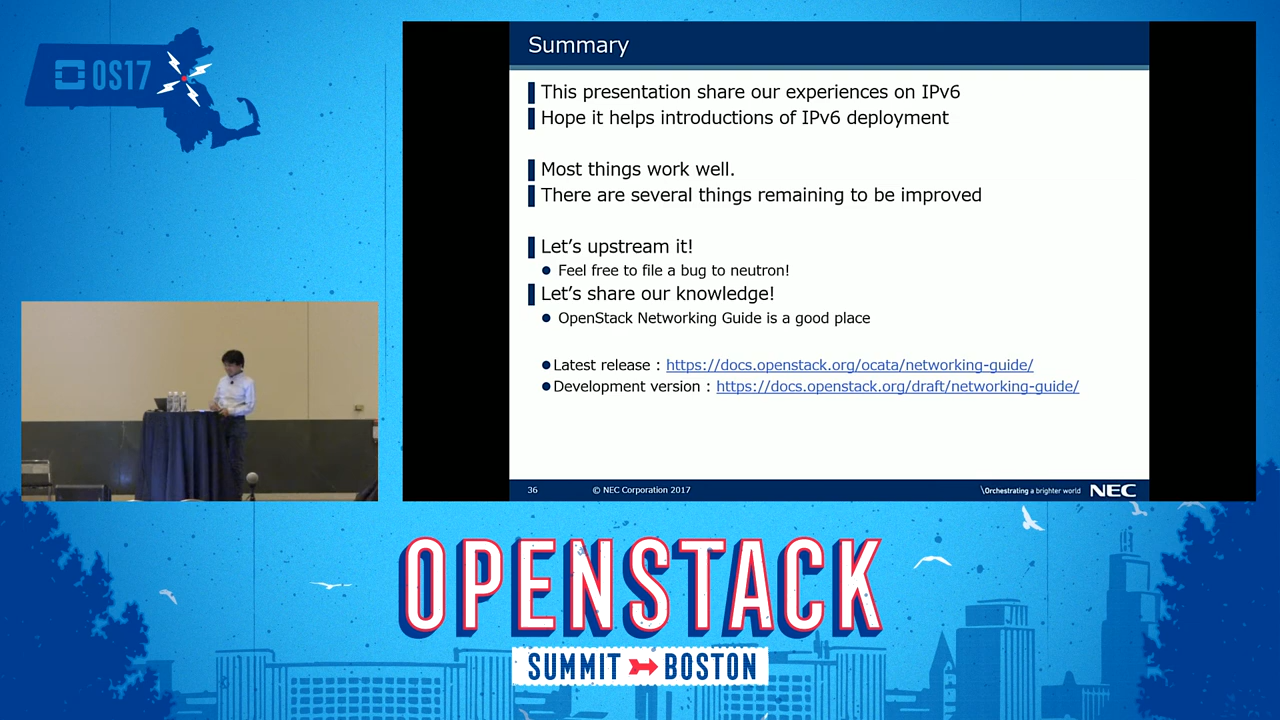 OS17
Summary
This presentation share our experiences on IPv6
Hope it helps introductions of IPv6 deployment
Most things work well.
There are several things remaining to be improved
Let's upstream it!
Feel free to file a bug to neutron!
Let's share our knowledge!
OpenStack Networking Guide is a good place
Latest release : https://docs.openstack.org/ocata/networking-guide/
Development version : https://docs.openstack.org/draft/networking-guide/
36 © NEC Corporation 2017 \Orchestrating a brighter world NEC
OPENSTACK
SUMMIT BOSTON